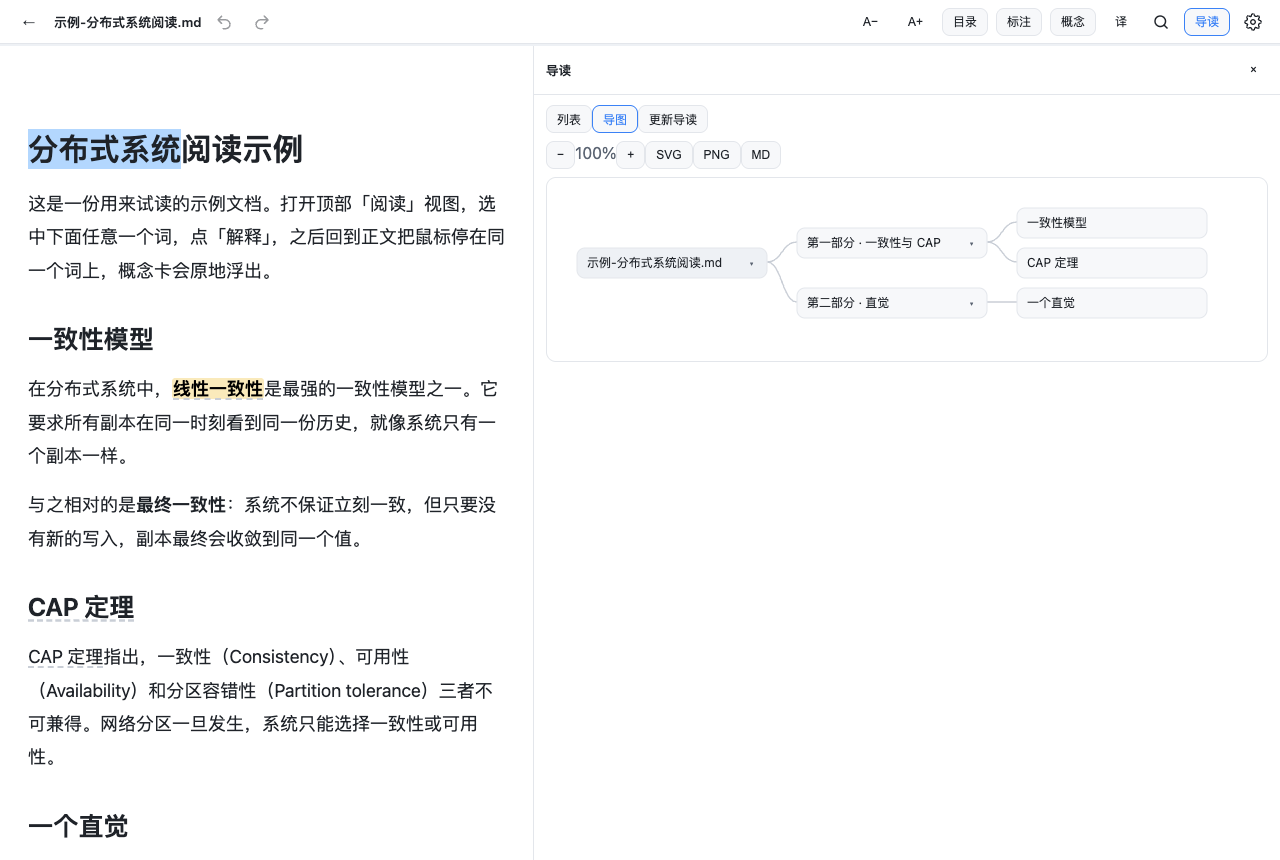 ← 示例-分布式系统阅读.md
A− A+ 目录 标注 概念 译 导读
分布式系统阅读示例
这是一份用来试读的示例文档。打开顶部「阅读」视图，选
中下面任意一个词，点「解释」，之后回到正文把鼠标停在同
一个词上，概念卡会原地浮出。
一致性模型
在分布式系统中，线性一致性是最强的一致性模型之一。它
要求所有副本在同一时刻看到同一份历史，就像系统只有一
个副本一样。
与之相对的是最终一致性：系统不保证立刻一致，但只要没
有新的写入，副本最终会收敛到同一个值。
CAP 定理
CAP 定理指出，一致性（Consistency）、可用性
（Availability）和分区容错性（Partition tolerance）三者不
可兼得。网络分区一旦发生，系统只能选择一致性或可用
性。
一个直觉
导读 ×
列表 导图 更新导读
− 100% + SVG PNG MD
示例-分布式系统阅读.md
第一部分 · 一致性与 CAP
一致性模型
CAP 定理
第二部分 · 直觉
一个直觉